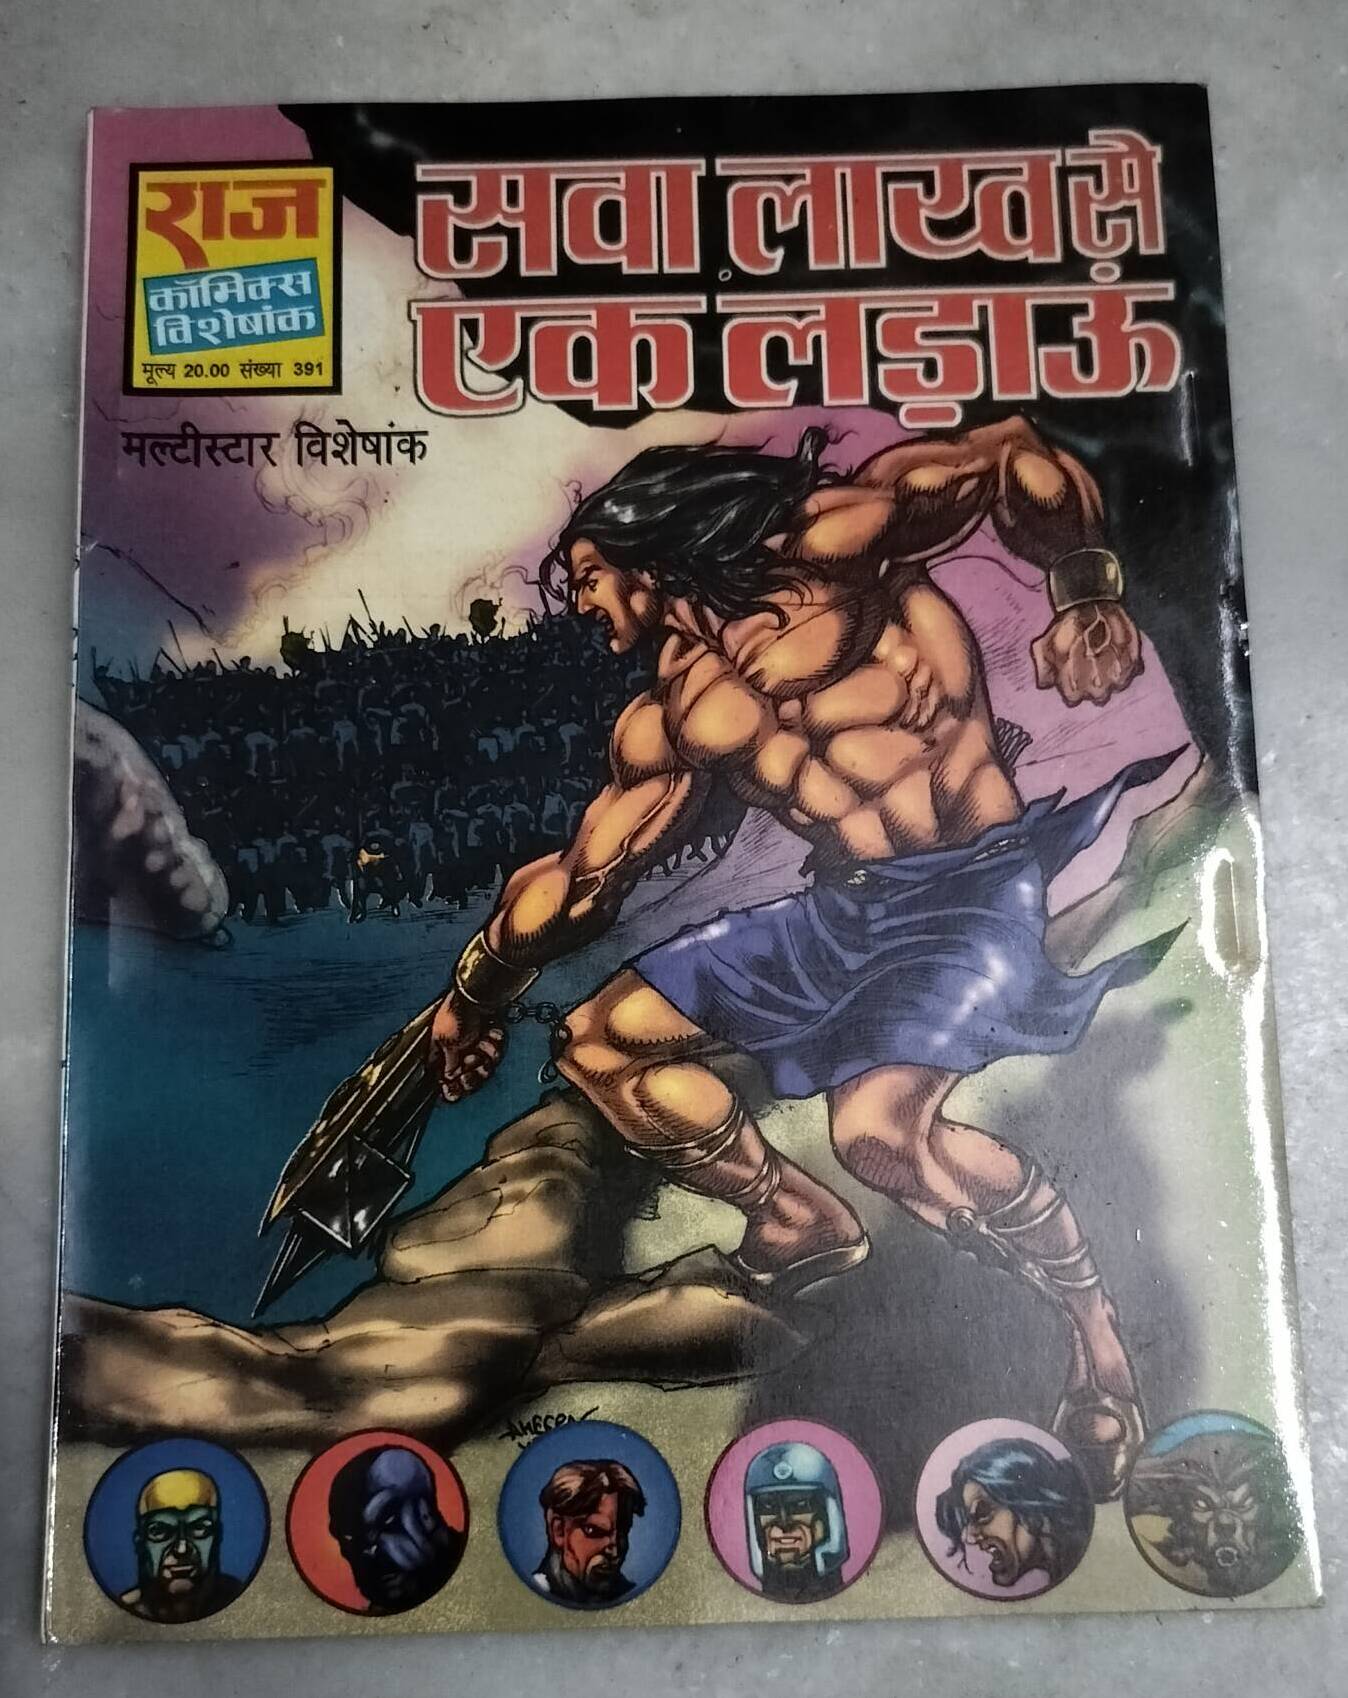 राज
कॉमिक्स
विशेषांक
मूल्य 20.00 संख्या 391
सवा लाख से
एक लड़ाऊं
मल्टीस्टार विशेषांक